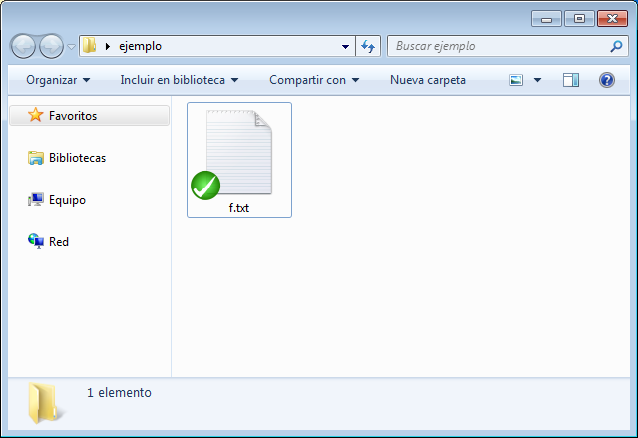 ejemplo
Buscar ejemplo
Organizar
Incluir en biblioteca
Compartir con
Nueva carpeta
Favoritos
Bibliotecas
Equipo
Red
f.txt
1 elemento